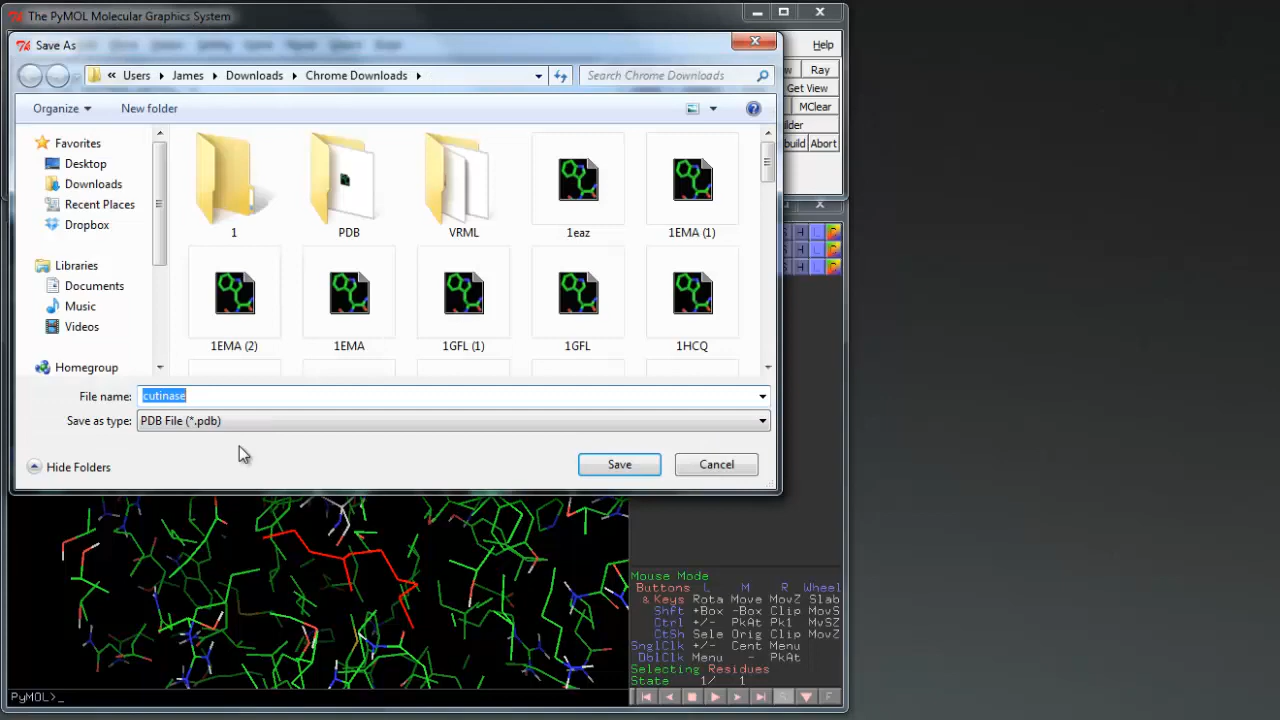 The PyMOL Molecular Graphics System
Save As
Help
Ray
Get View
MClear
Abort
« Users James Downloads Chrome Downloads
Search Chrome Downloads
Organize
New folder
Favorites
Desktop
Downloads
Recent Places
Dropbox
Libraries
Documents
Music
Videos
Homegroup
1
PDB
VRML
1eaz
1EMA (1)
1EMA (2)
1EMA
1GFL (1)
1GFL
1HCQ
File name: cutinase
Save as type: PDB File (*.pdb)
Hide Folders
Save
Cancel
H L
H L
H L
Mouse Mode
Buttons L M R Wheel
& Keys Rota Move MovZ Slab
Shft +Box -Box Clip MovS
Ctrl +/- PkAt Pk1 MvSZ
CtSh Sele Orig Clip MovZ
SnglClk +/- Cent Menu
DblClk Menu - PkAt
Selecting Residues
State 1/ 1
PyMOL>_
S F